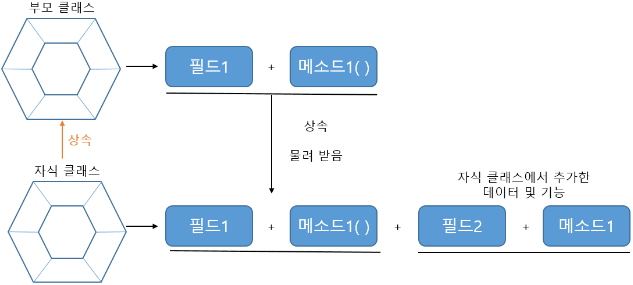 부모 클래스
필드1
+
메소드1( )
상속
상속
물려 받음
자식 클래스
자식 클래스에서 추가한
데이터 및 기능
필드1
+
메소드1( )
+
필드2
+
메소드1